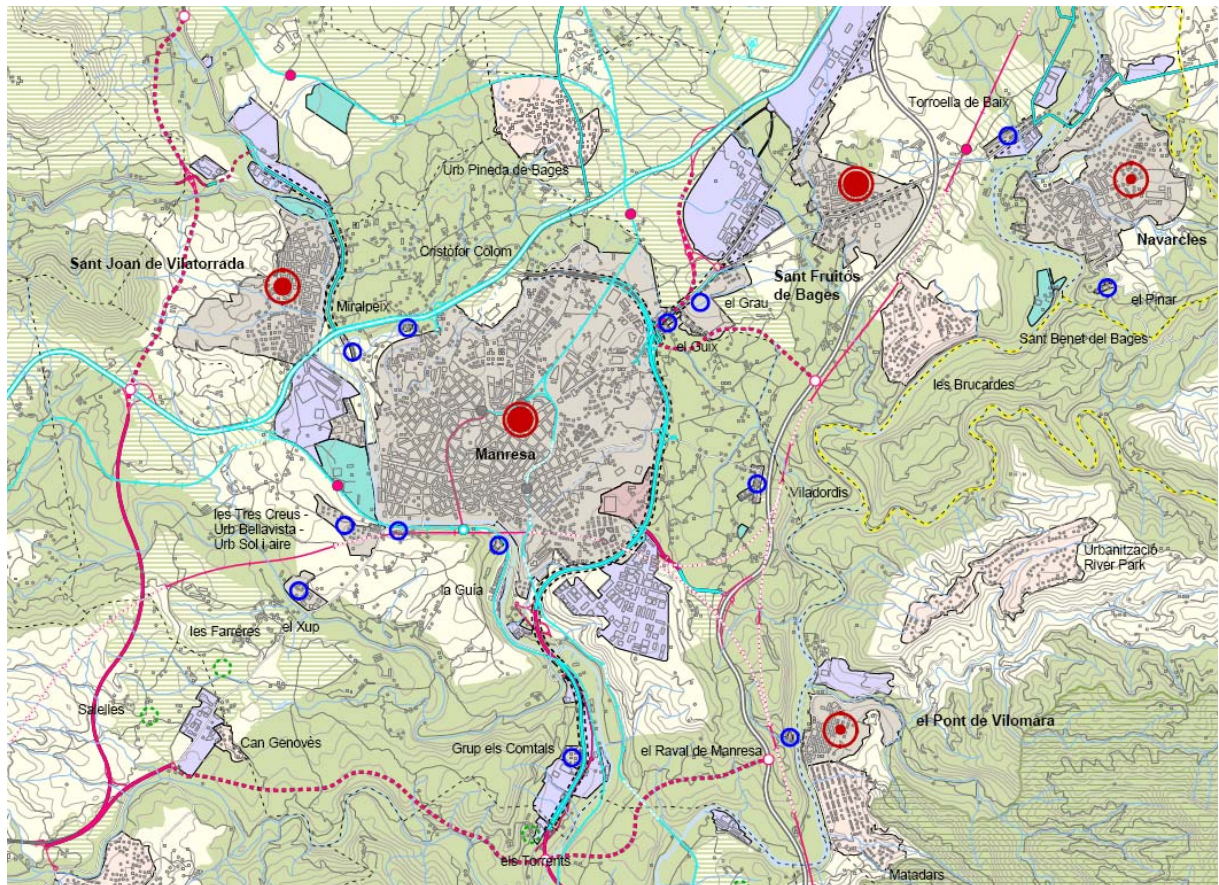 Torroella de Baix
Urb Pineda de Bages
Navarcles
Cristòfor Colom
Sant Joan de Vilatorrada
Sant Fruitós
de Bages
el Pinar
Miralpeix
el Grau
el Guix
Sant Benet del Bages
les Brucardes
Manresa
Viladordis
les Tres Creus -
Urb Bellavista -
Urb Sol i aire
Urbanització
River Park
la Guia
el Xup
les Farreres
Salelles
el Pont de Vilomara
Can Genovès
Grup els Comtals
el Raval de Manresa
els Torrents
Matadars